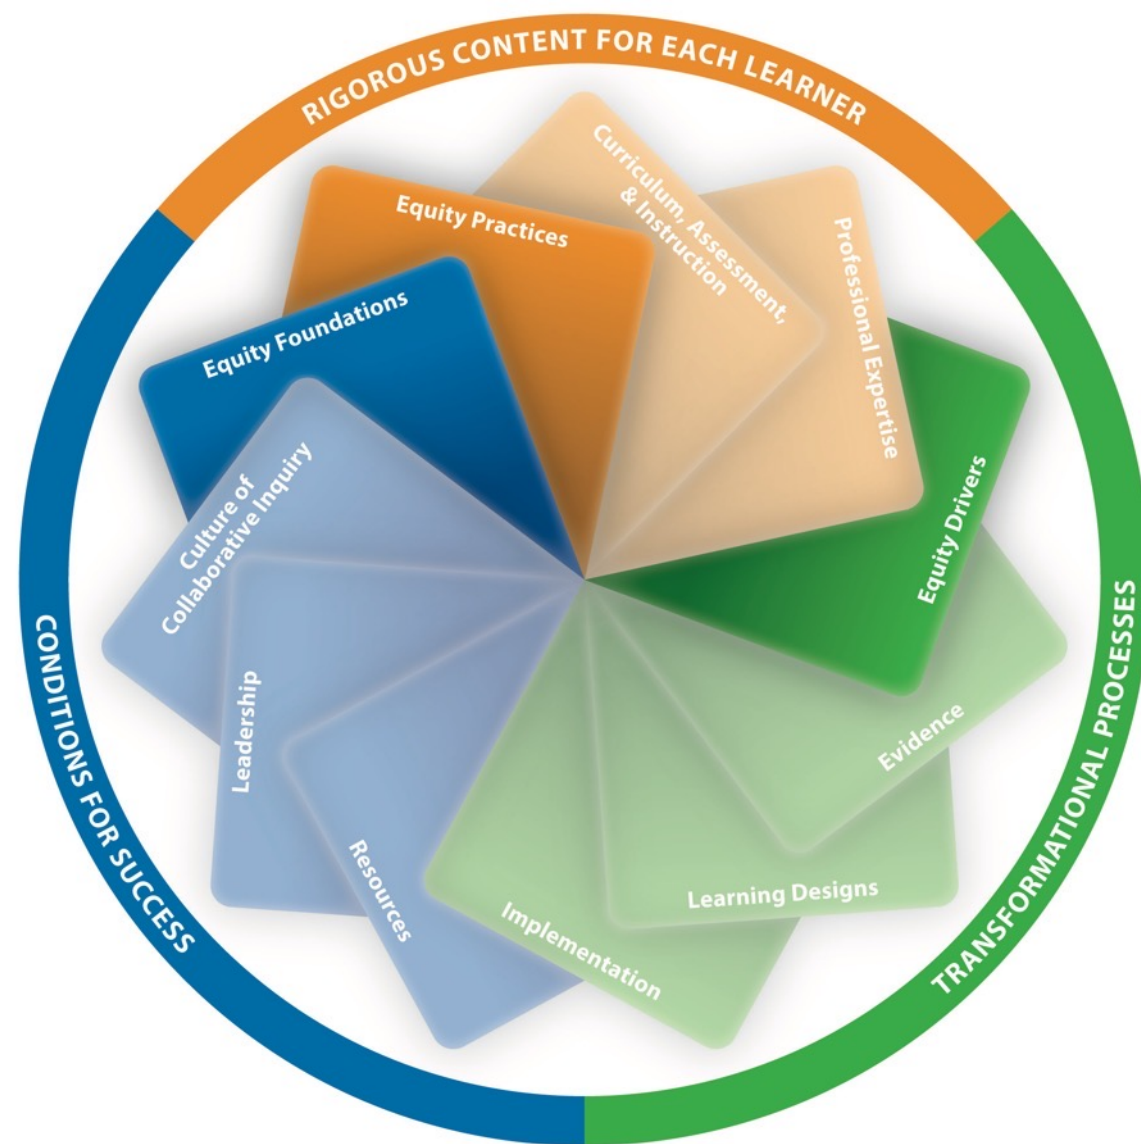 RIGOROUS CONTENT FOR EACH LEARNER
Equity Practices
Curriculum, Assessment,
& Instruction
Professional Expertise
TRANSFORMATIONAL PROCESSES
Equity Drivers
Evidence
Learning Designs
Implementation
CONDITIONS FOR SUCCESS
Equity Foundations
Culture of
Collaborative Inquiry
Leadership
Resources